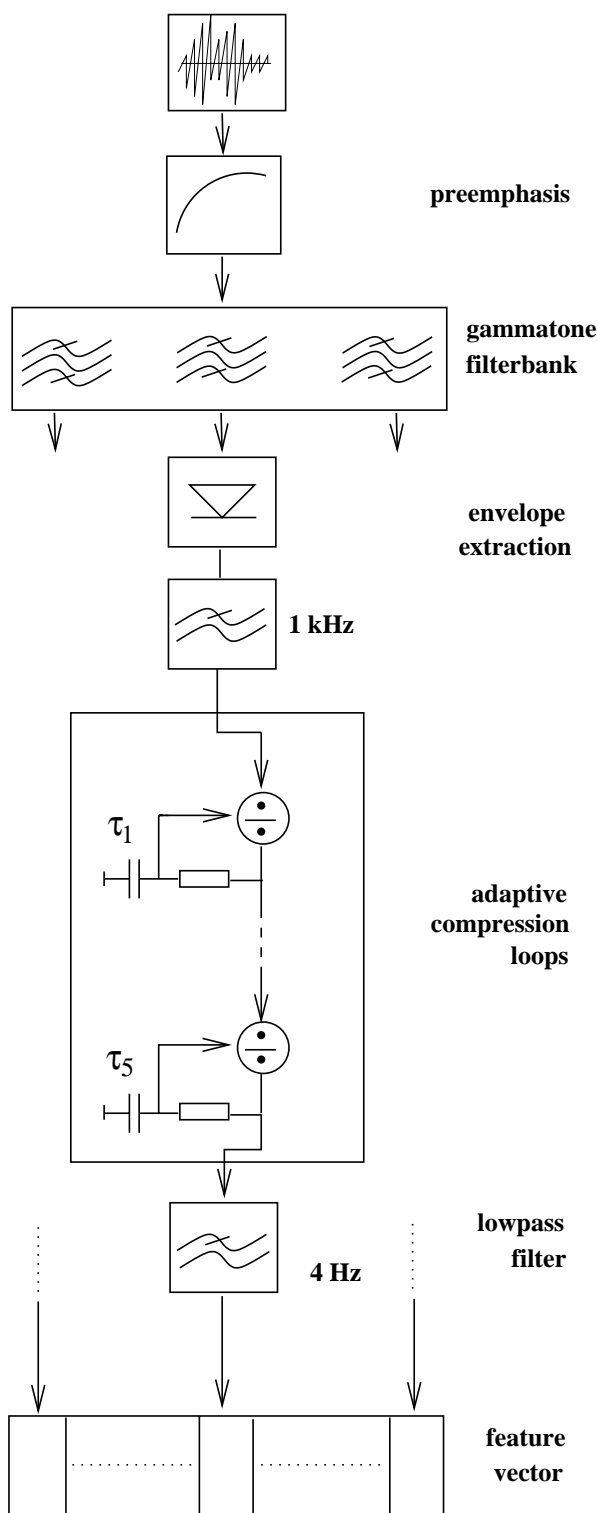 preemphasis
gammatone
filterbank
envelope
extraction
1 kHz
τ1
adaptive
compression
loops
τ5
lowpass
filter
4 Hz
feature
vector